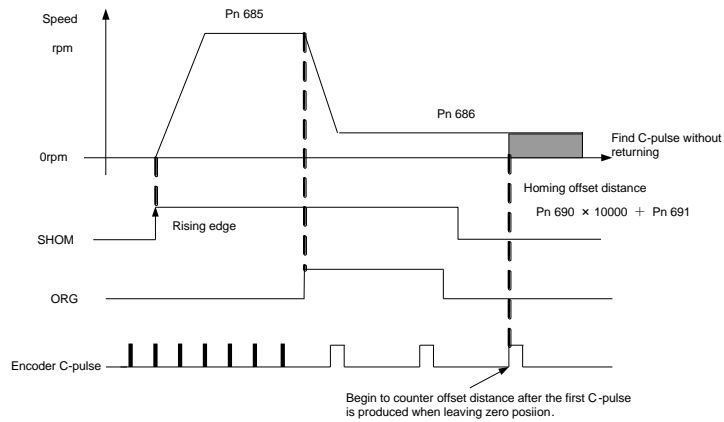 Speed
rpm
Pn 685
Pn 686
0rpm
Find C-pulse without
returning
Homing offset distance
Pn 690 × 10000 + Pn 691
Rising edge
SHOM
ORG
Encoder C-pulse
Begin to counter offset distance after the first C-pulse
is produced when leaving zero posiion.